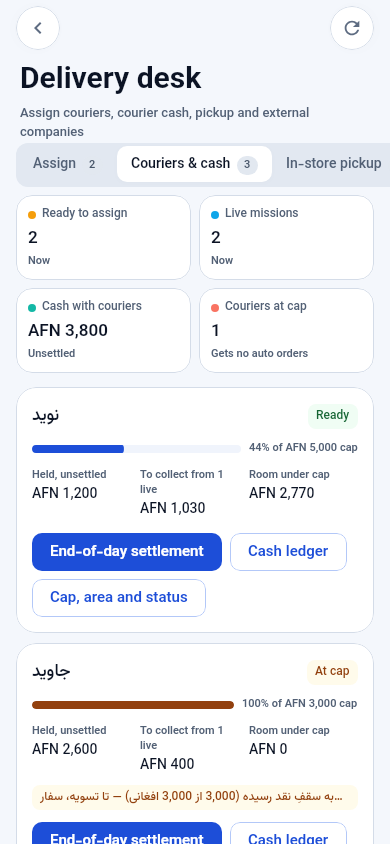 Delivery desk
Assign couriers, courier cash, pickup and external
companies
Assign 2 Couriers & cash 3 In-store pickup
Ready to assign
2
Now
Live missions
2
Now
Cash with couriers
AFN 3,800
Unsettled
Couriers at cap
1
Gets no auto orders
نوید
Ready
44% of AFN 5,000 cap
Held, unsettled
AFN 1,200
To collect from 1
live
AFN 1,030
Room under cap
AFN 2,770
End-of-day settlement
Cash ledger
Cap, area and status
جاوید
At cap
100% of AFN 3,000 cap
Held, unsettled
AFN 2,600
To collect from 1
live
AFN 400
Room under cap
AFN 0
به سقفِ نقد رسیده (3,000 از 3,000 افغانی) — تا تسویه، سفار...
End-of-day settlement
Cash ledger